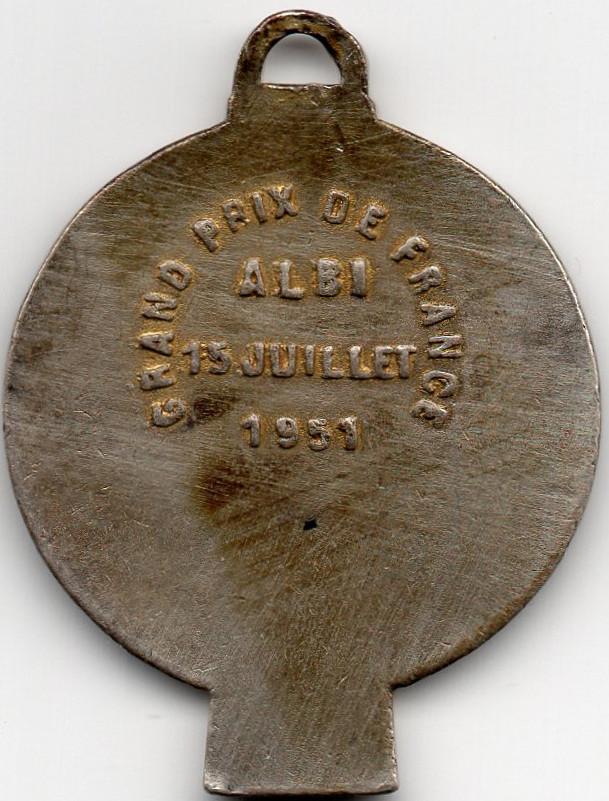 GRAND PRIX DE FRANCE
ALBI
15 JUILLET
1951